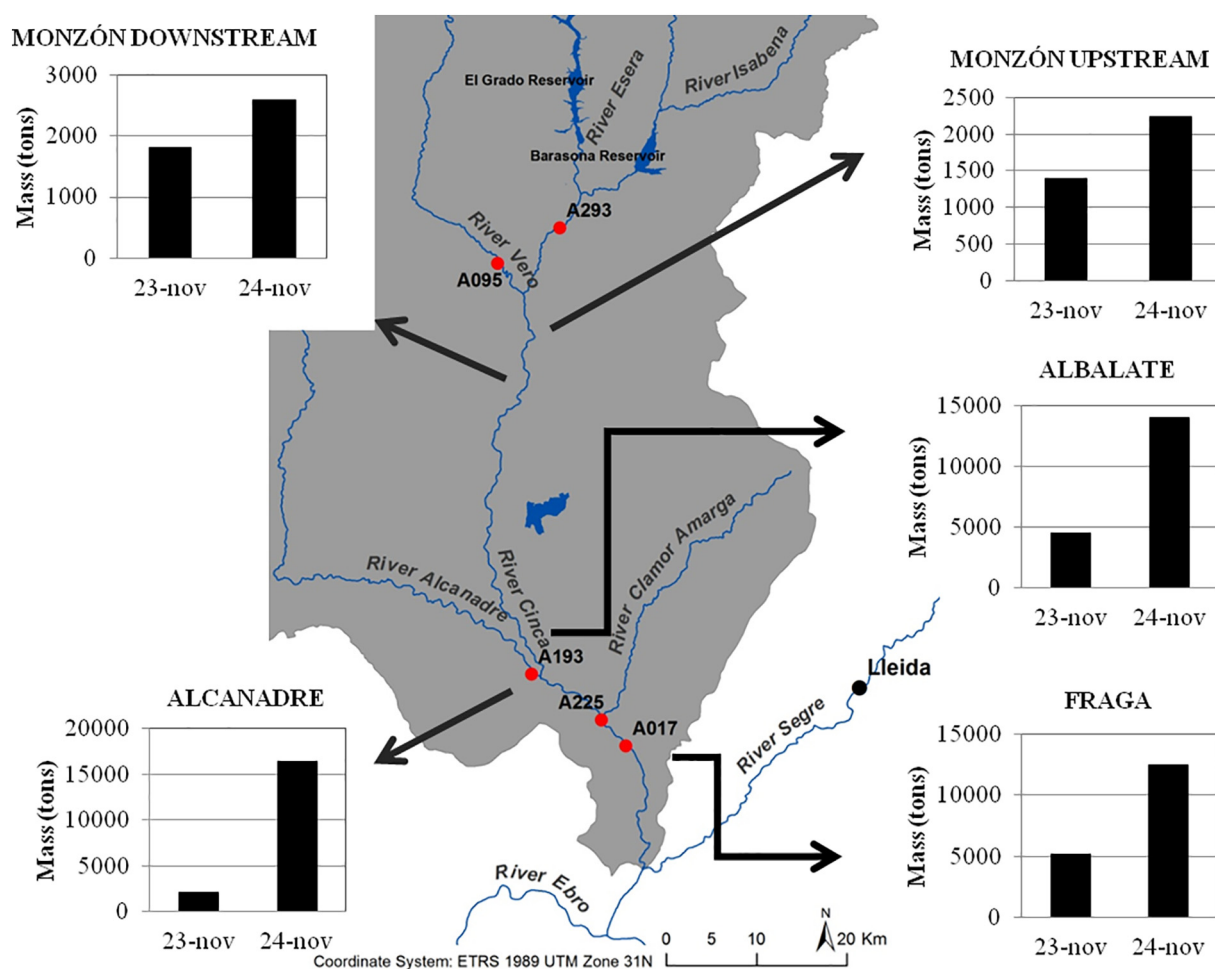 MONZÓN DOWNSTREAM
Mass (tons)
3000
2000
1000
0
23-nov 24-nov
El Grado Reservoir
River Esera
River Isabena
Barasona Reservoir
A293
River Vero
A095
MONZÓN UPSTREAM
Mass (tons)
2500
2000
1500
1000
500
0
23-nov 24-nov
ALBALATE
Mass (tons)
15000
10000
5000
0
23-nov 24-nov
River Clamor Amarga
River Alcanadre
River Cinca
A193
A225
A017
Lleida
River Segre
River Ebro
ALCANADRE
Mass (tons)
20000
15000
10000
5000
0
23-nov 24-nov
FRAGA
Mass (tons)
15000
10000
5000
0
23-nov 24-nov
N
0 5 10 20 Km
Coordinate System: ETRS 1989 UTM Zone 31N